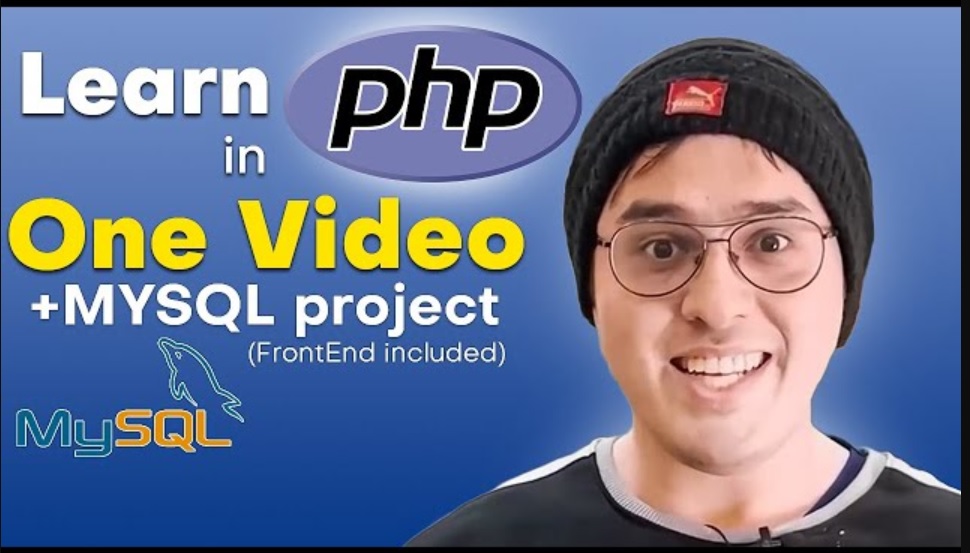 Learn php
in
One Video
+MYSQL project
(FrontEnd included)
MySQL